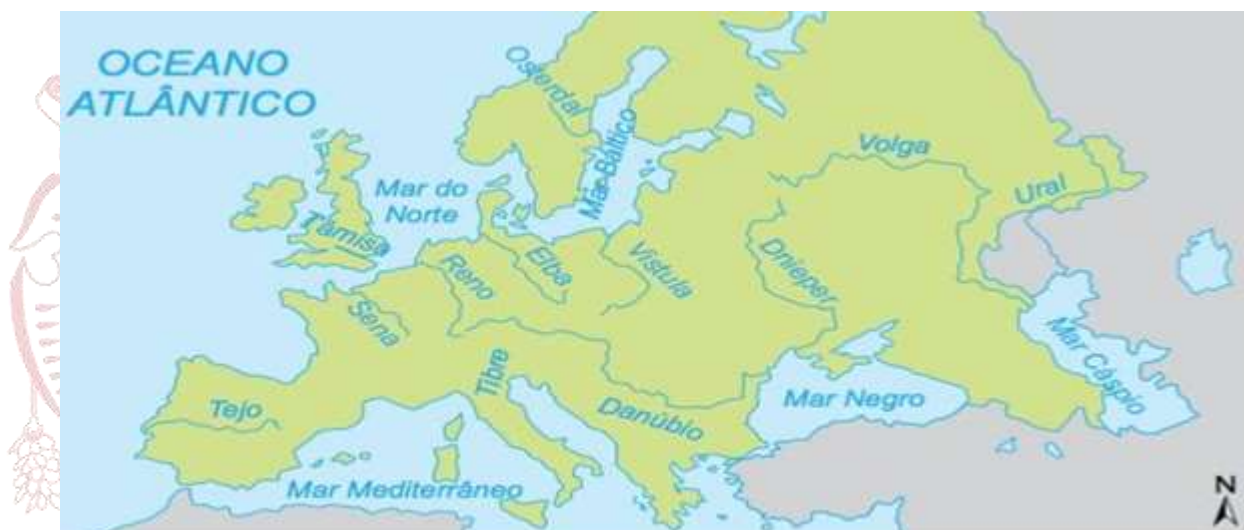 OCEANO
ATLÂNTICO
Osterdal
Mar Báltico
Volga
Ural
Mar do
Norte
Tâmisa
Reno
Elba
Vístula
Dnieper
Sena
Tibre
Mar Cáspio
Tejo
Danúbio
Mar Negro
Mar Mediterrâneo
N